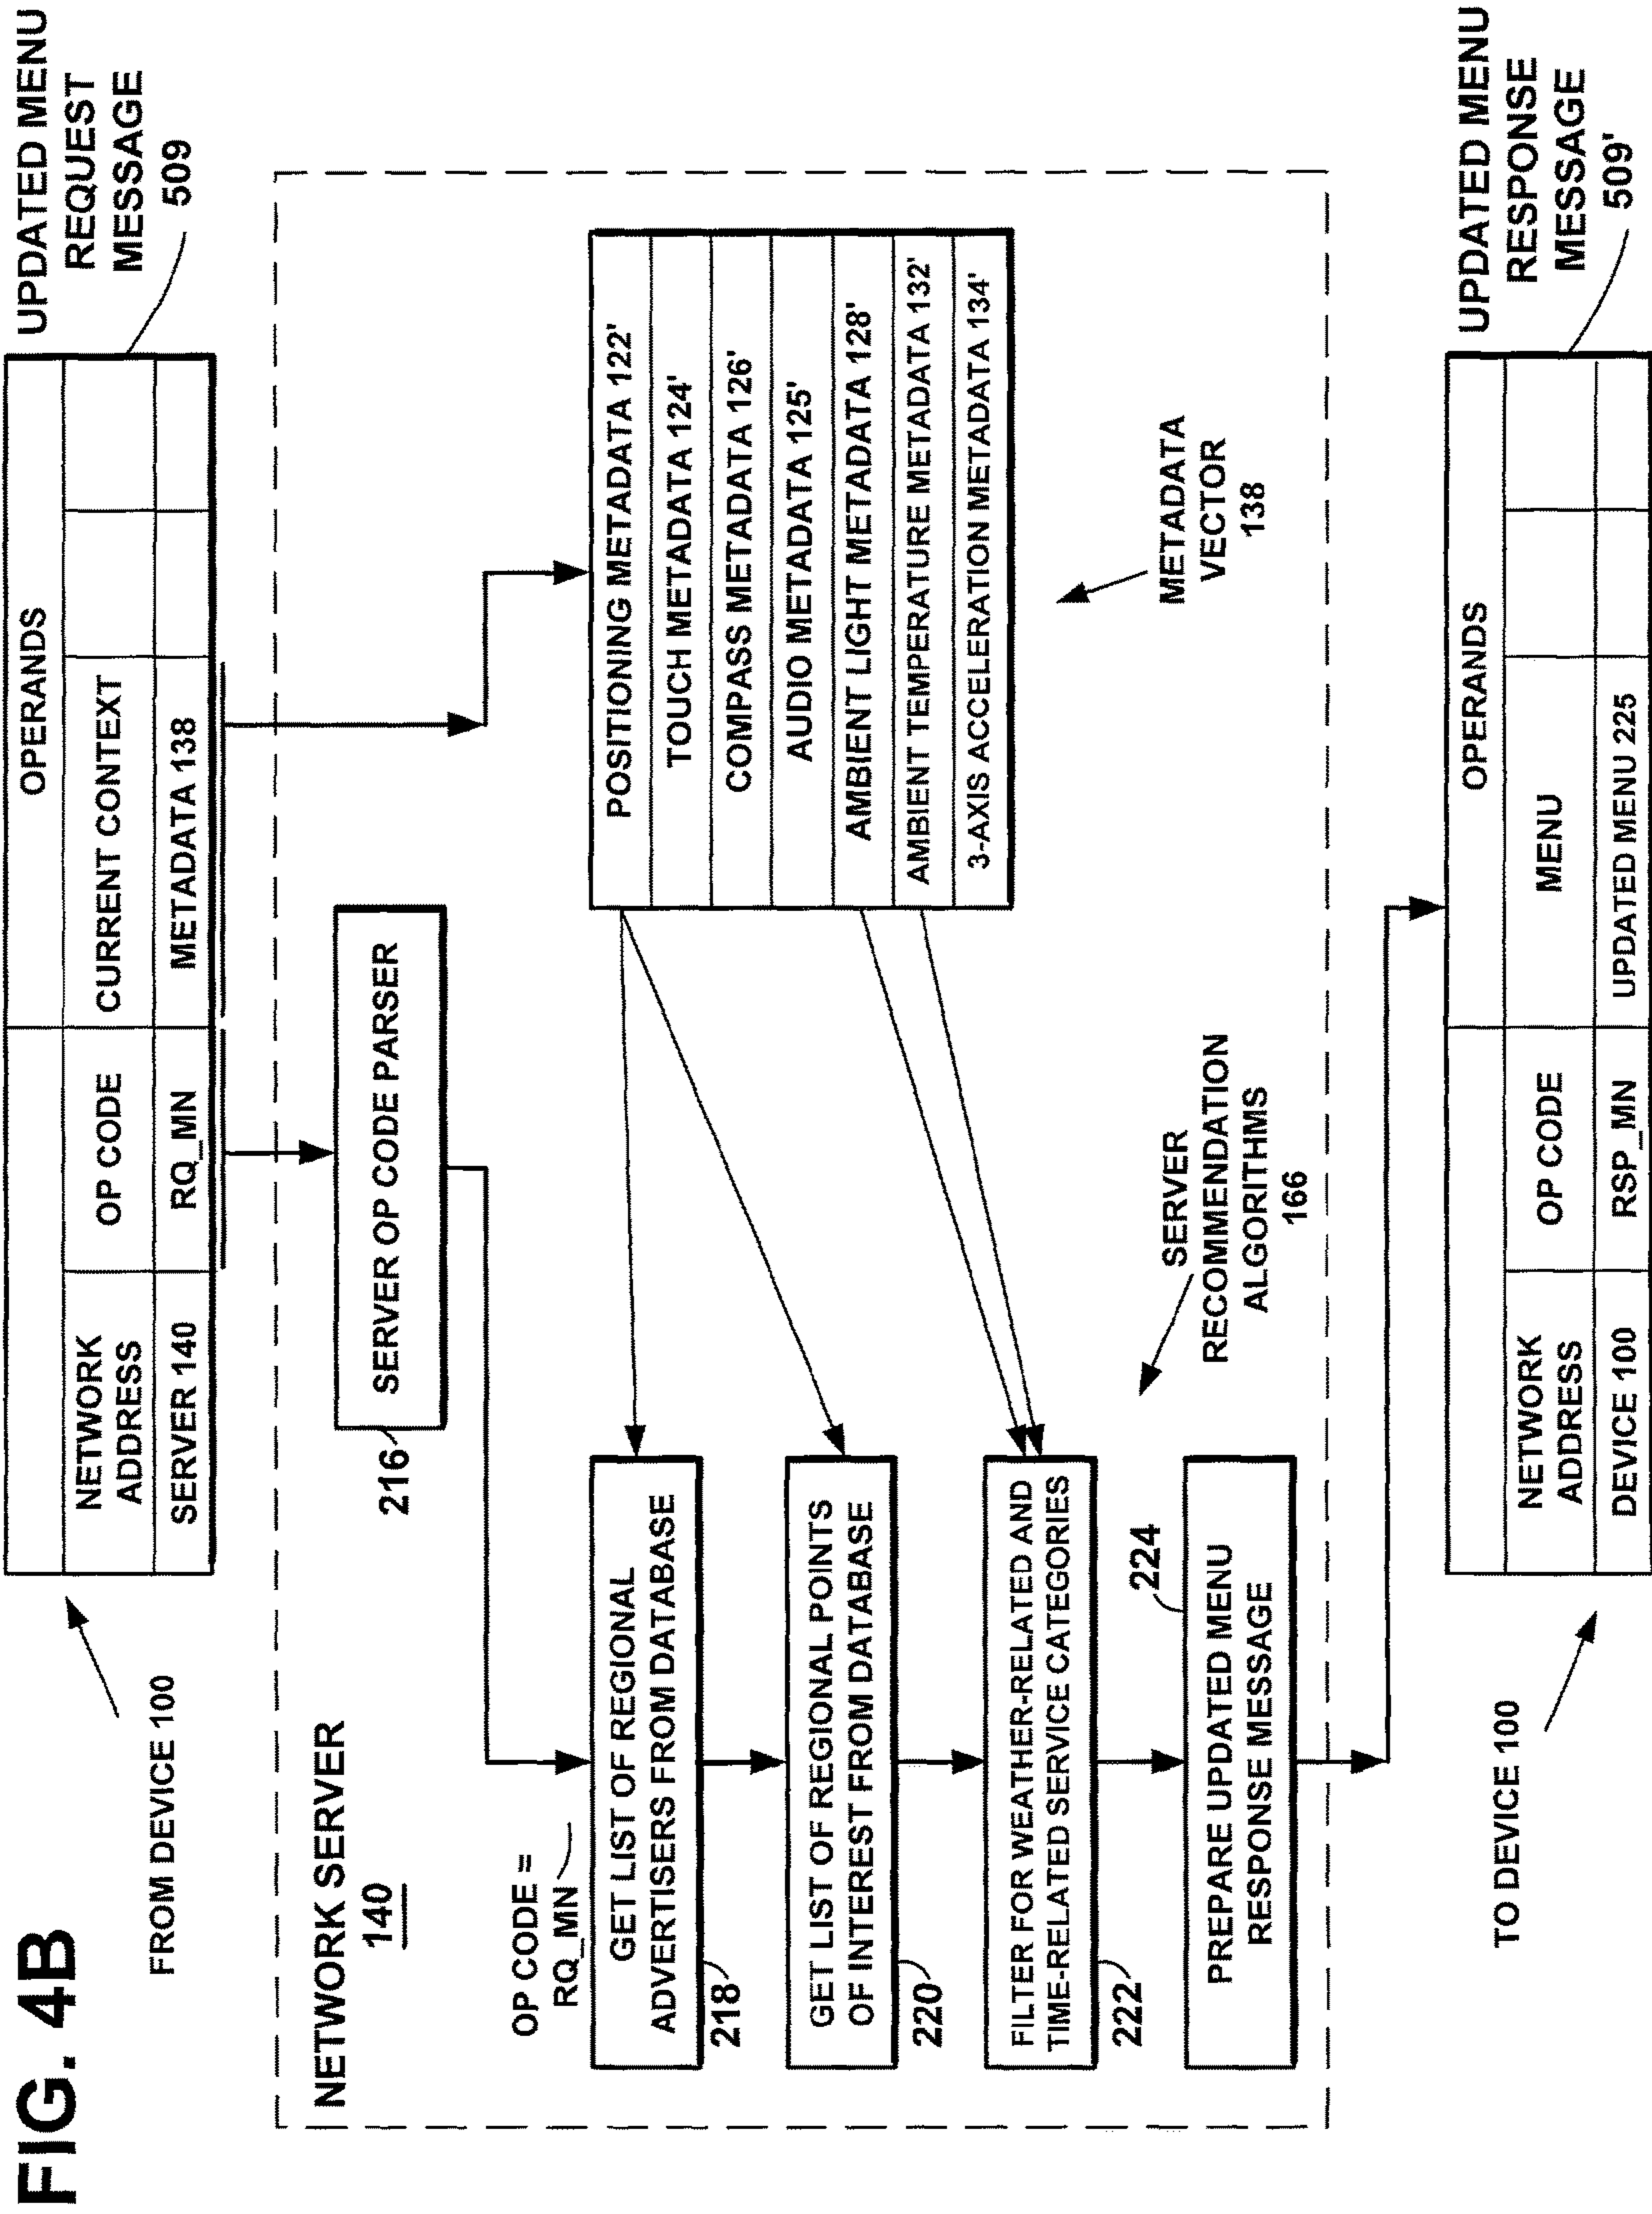 FIG. 4B
FROM DEVICE 100
UPDATED MENU
REQUEST
MESSAGE
509
OPERANDS
NETWORK
ADDRESS
OP CODE
CURRENT CONTEXT
SERVER 140
RQ_MN
METADATA 138
NETWORK SERVER
140
216
SERVER OP CODE PARSER
OP CODE =
RQ_MN
GET LIST OF REGIONAL
ADVERTISERS FROM DATABASE
218
GET LIST OF REGIONAL POINTS
OF INTEREST FROM DATABASE
220
FILTER FOR WEATHER-RELATED AND
TIME-RELATED SERVICE CATEGORIES
222
224
PREPARE UPDATED MENU
RESPONSE MESSAGE
SERVER
RECOMMENDATION
ALGORITHMS
166
POSITIONING METADATA 122'
TOUCH METADATA 124'
COMPASS METADATA 126'
AUDIO METADATA 125'
AMBIENT LIGHT METADATA 128'
AMBIENT TEMPERATURE METADATA 132'
3-AXIS ACCELERATION METADATA 134'
METADATA
VECTOR
138
TO DEVICE 100
UPDATED MENU
RESPONSE
MESSAGE
509'
OPERANDS
NETWORK
ADDRESS
OP CODE
MENU
DEVICE 100
RSP_MN
UPDATED MENU 225